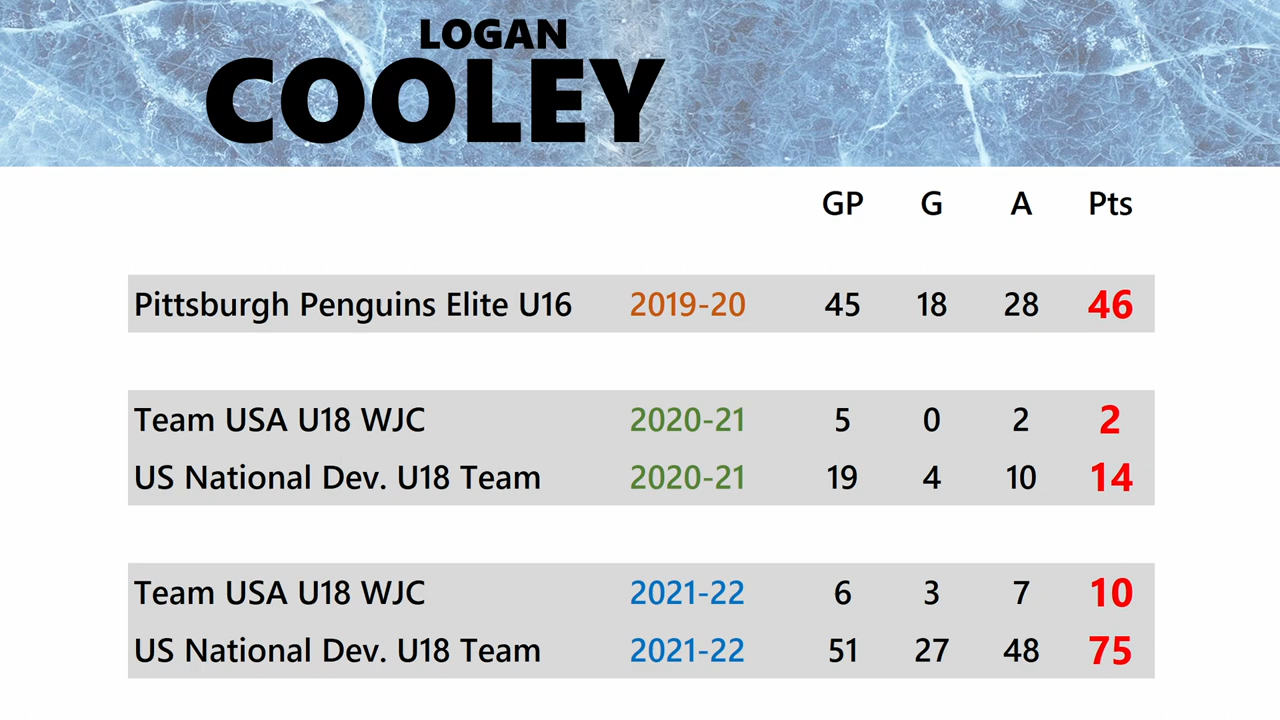 LOGAN
COOLEY
GP G A Pts
Pittsburgh Penguins Elite U16 2019-20 45 18 28 46
Team USA U18 WJC 2020-21 5 0 2 2
US National Dev. U18 Team 2020-21 19 4 10 14
Team USA U18 WJC 2021-22 6 3 7 10
US National Dev. U18 Team 2021-22 51 27 48 75